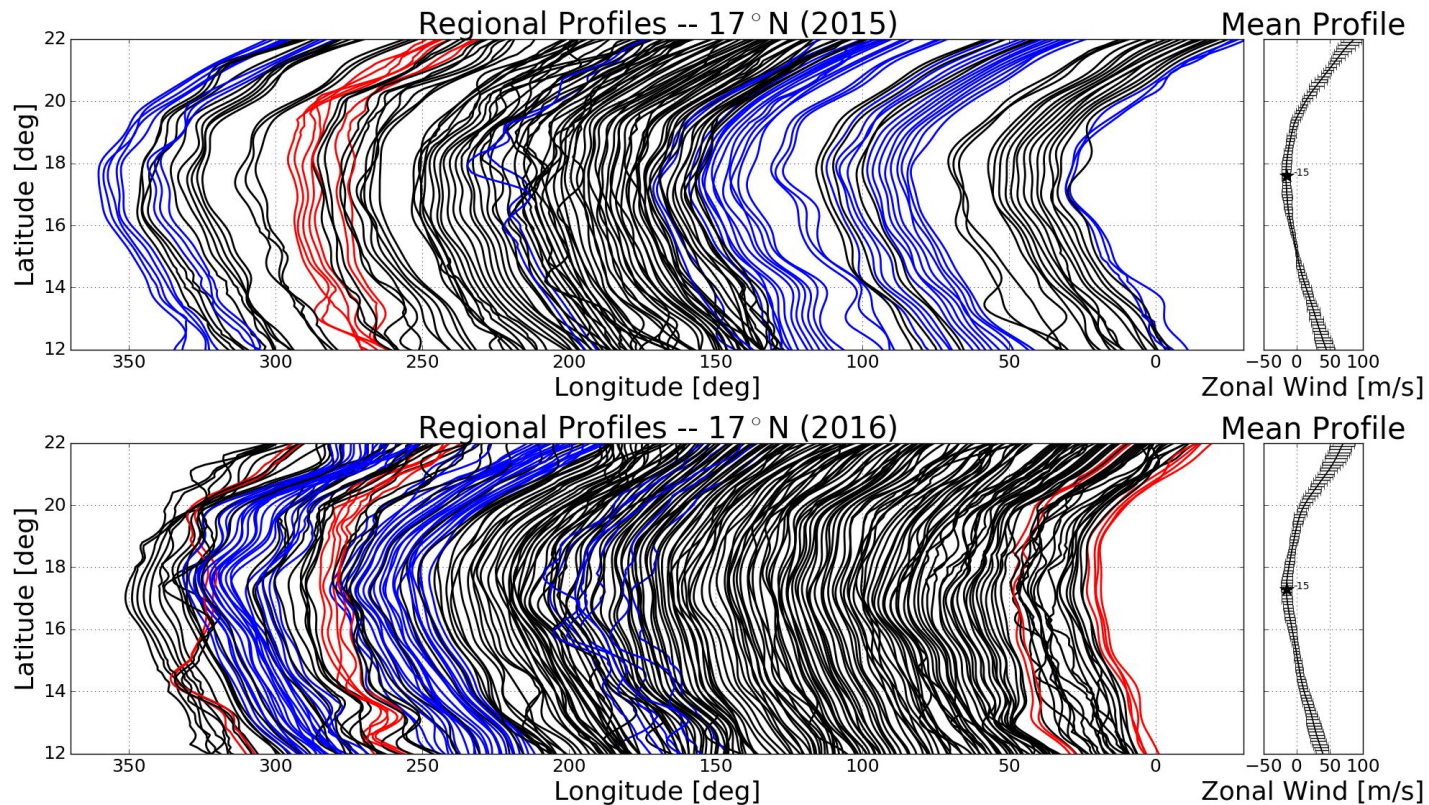 Regional Profiles -- 17°N (2015)
Mean Profile
22
20
18
16
14
12
Latitude [deg]
350 300 250 200 150 100 50 0
Longitude [deg]
-15
−50 0 50 100
Zonal Wind [m/s]
Regional Profiles -- 17°N (2016)
Mean Profile
22
20
18
16
14
12
Latitude [deg]
350 300 250 200 150 100 50 0
Longitude [deg]
-15
−50 0 50 100
Zonal Wind [m/s]